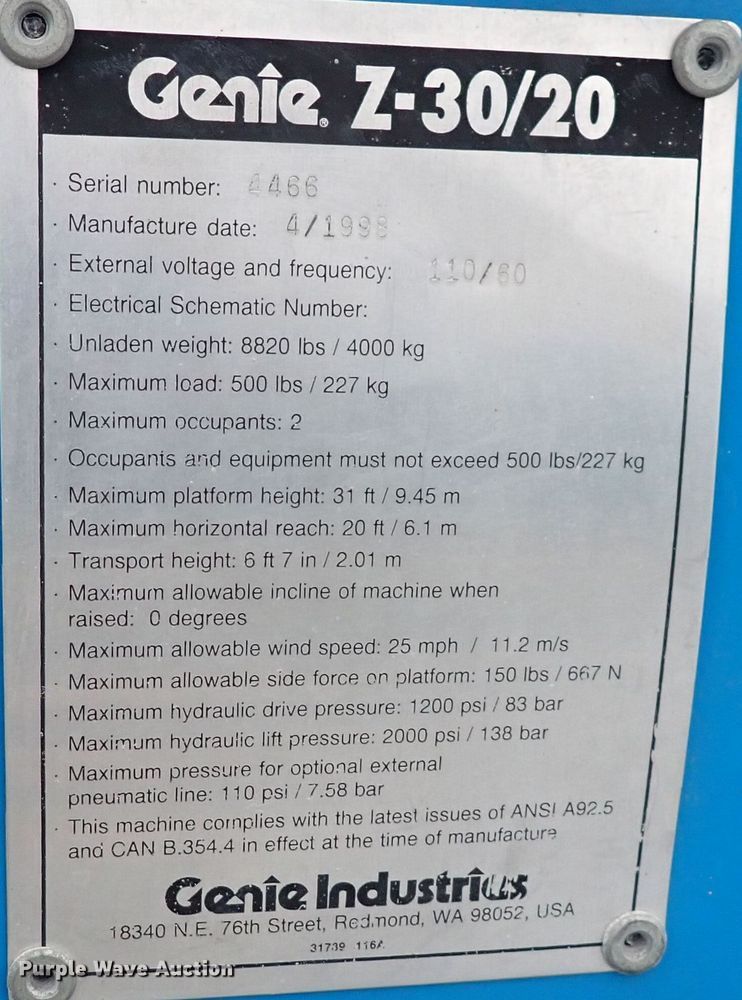 Genie® Z-30/20
· Serial number: 4466
· Manufacture date: 4/1998
· External voltage and frequency: 110/60
· Electrical Schematic Number:
· Unladen weight: 8820 lbs / 4000 kg
· Maximum load: 500 lbs / 227 kg
· Maximum occupants: 2
· Occupants and equipment must not exceed 500 lbs/227 kg
· Maximum platform height: 31 ft / 9.45 m
· Maximum horizontal reach: 20 ft / 6.1 m
· Transport height: 6 ft 7 in / 2.01 m
· Maximum allowable incline of machine when
raised: 0 degrees
· Maximum allowable wind speed: 25 mph / 11.2 m/s
· Maximum allowable side force on platform: 150 lbs / 667 N
· Maximum hydraulic drive pressure: 1200 psi / 83 bar
· Maximum hydraulic lift pressure: 2000 psi / 138 bar
· Maximum pressure for optional external
pneumatic line: 110 psi / 7.58 bar
· This machine complies with the latest issues of ANSI A92.5
and CAN B.354.4 in effect at the time of manufacture
Genie Industries
18340 N.E. 76th Street, Redmond, WA 98052, USA
31739 116A
Purple Wave Auction